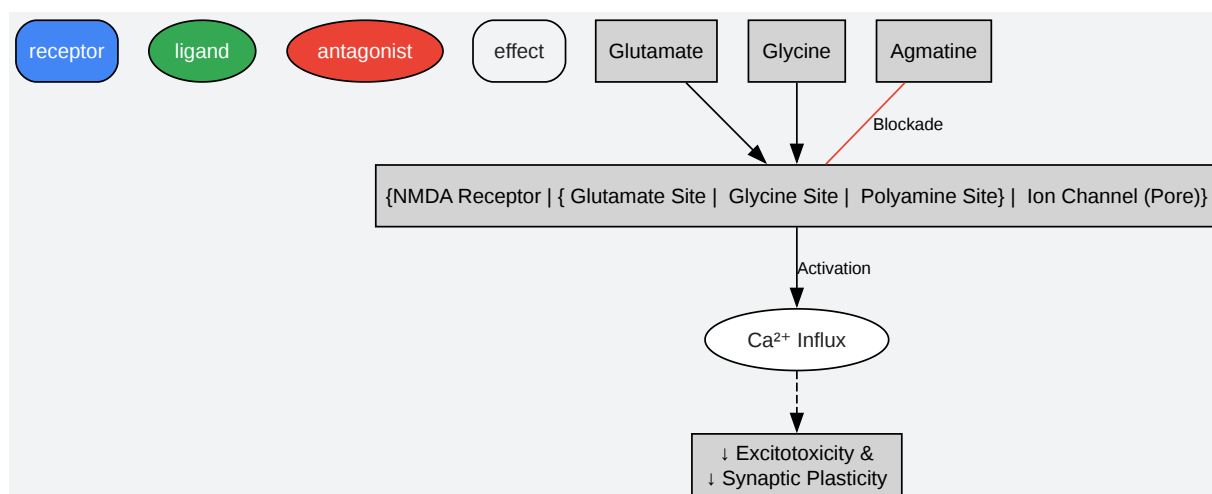 receptor
ligand
antagonist
effect
Glutamate
Glycine
Agmatine
Blockade
{NMDA Receptor | { Glutamate Site | Glycine Site | Polyamine Site} | Ion Channel (Pore)}
Activation
Ca²⁺ Influx
↓ Excitotoxicity &
↓ Synaptic Plasticity